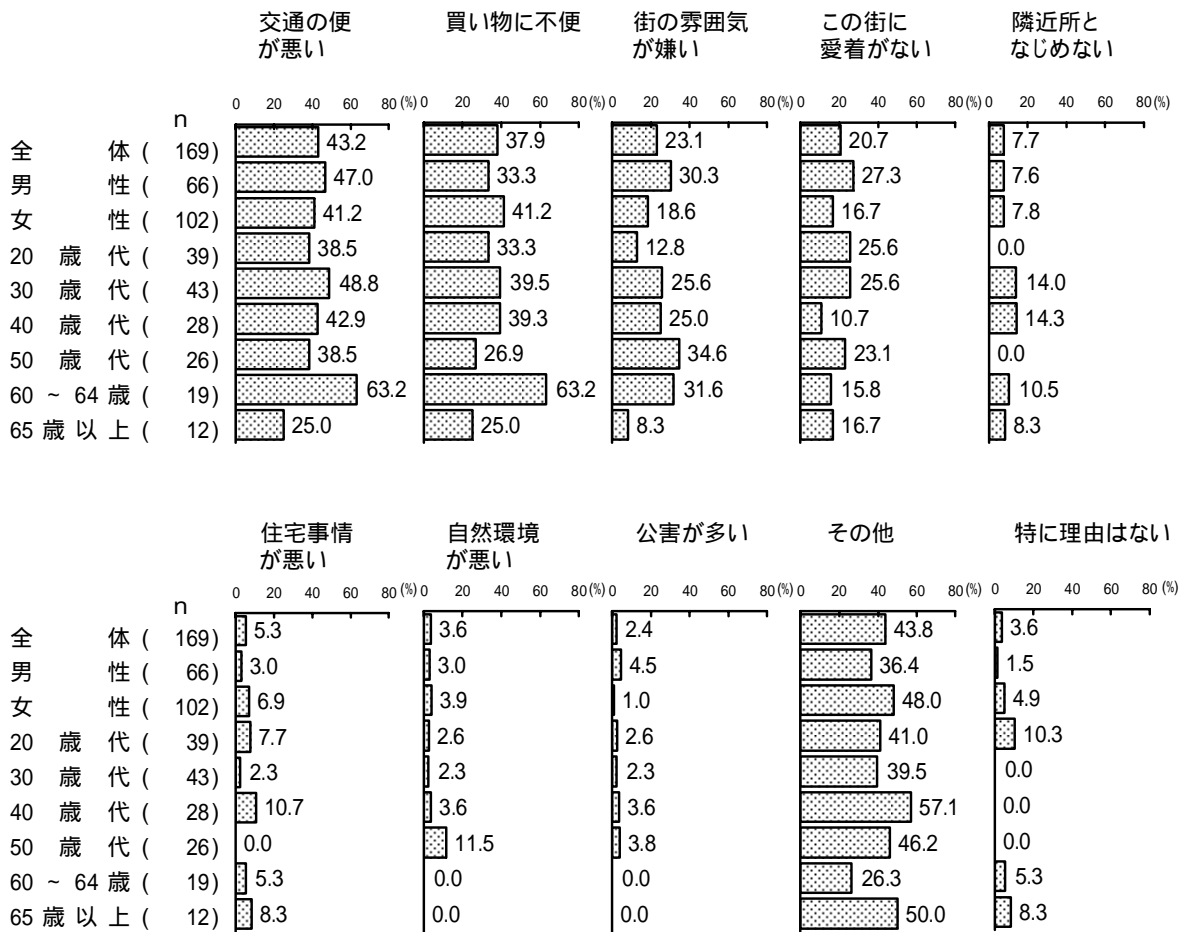 交通の便 買い物に不便 街の雰囲気 この街に 隣近所と
が悪い が嫌い 愛着がない なじめない
0 20 40 60 80(%) 0 20 40 60 80(%) 0 20 40 60 80(%) 0 20 40 60 80(%) 0 20 40 60 80(%)
n
全 体 ( 169) 43.2 37.9 23.1 20.7 7.7
男 性 ( 66) 47.0 33.3 30.3 27.3 7.6
女 性 ( 102) 41.2 41.2 18.6 16.7 7.8
20 歳 代 ( 39) 38.5 33.3 12.8 25.6 0.0
30 歳 代 ( 43) 48.8 39.5 25.6 25.6 14.0
40 歳 代 ( 28) 42.9 39.3 25.0 10.7 14.3
50 歳 代 ( 26) 38.5 26.9 34.6 23.1 0.0
60 ~ 64 歳 ( 19) 63.2 63.2 31.6 15.8 10.5
65 歳 以 上 ( 12) 25.0 25.0 8.3 16.7 8.3
住宅事情 自然環境 公害が多い その他 特に理由はない
が悪い が悪い
0 20 40 60 80(%) 0 20 40 60 80(%) 0 20 40 60 80(%) 0 20 40 60 80(%) 0 20 40 60 80(%)
n
全 体 ( 169) 5.3 3.6 2.4 43.8 3.6
男 性 ( 66) 3.0 3.0 4.5 36.4 1.5
女 性 ( 102) 6.9 3.9 1.0 48.0 4.9
20 歳 代 ( 39) 7.7 2.6 2.6 41.0 10.3
30 歳 代 ( 43) 2.3 2.3 2.3 39.5 0.0
40 歳 代 ( 28) 10.7 3.6 3.6 57.1 0.0
50 歳 代 ( 26) 0.0 11.5 3.8 46.2 0.0
60 ~ 64 歳 ( 19) 5.3 0.0 0.0 26.3 5.3
65 歳 以 上 ( 12) 8.3 0.0 0.0 50.0 8.3